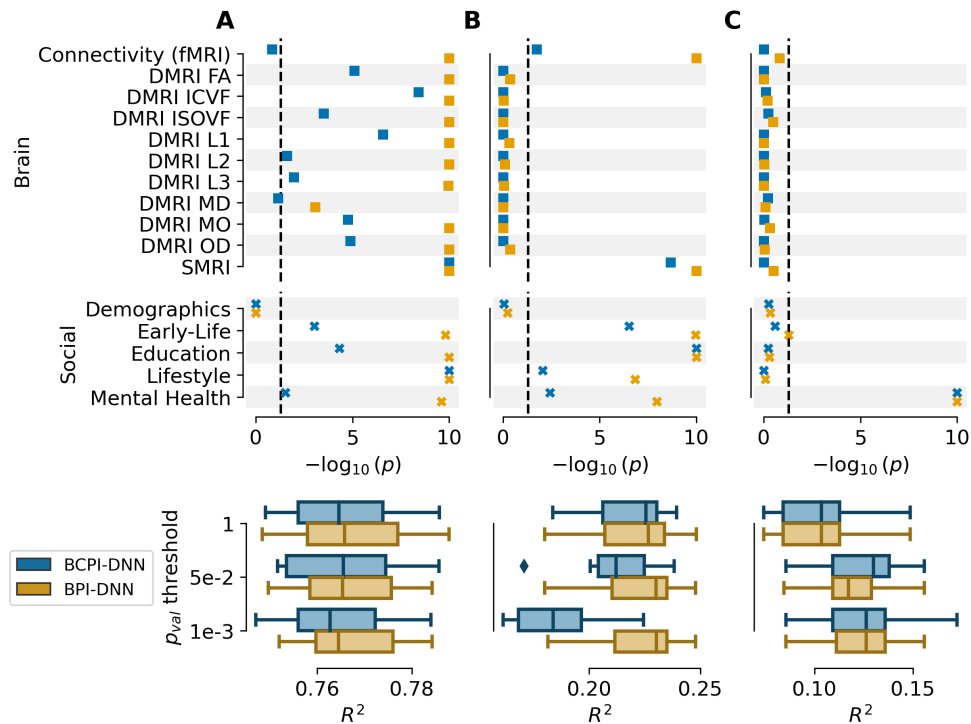 A B C
Brain
Connectivity (fMRI)
DMRI FA
DMRI ICVF
DMRI ISOVF
DMRI L1
DMRI L2
DMRI L3
DMRI MD
DMRI MO
DMRI OD
SMRI
Social
Demographics
Early-Life
Education
Lifestyle
Mental Health
0 5 10 0 5 10 0 5 10
−log10 (p) −log10 (p) −log10 (p)
BCPI-DNN
BPI-DNN
pval threshold
1
5e-2
1e-3
0.76 0.78 0.20 0.25 0.10 0.15
R2 R2 R2